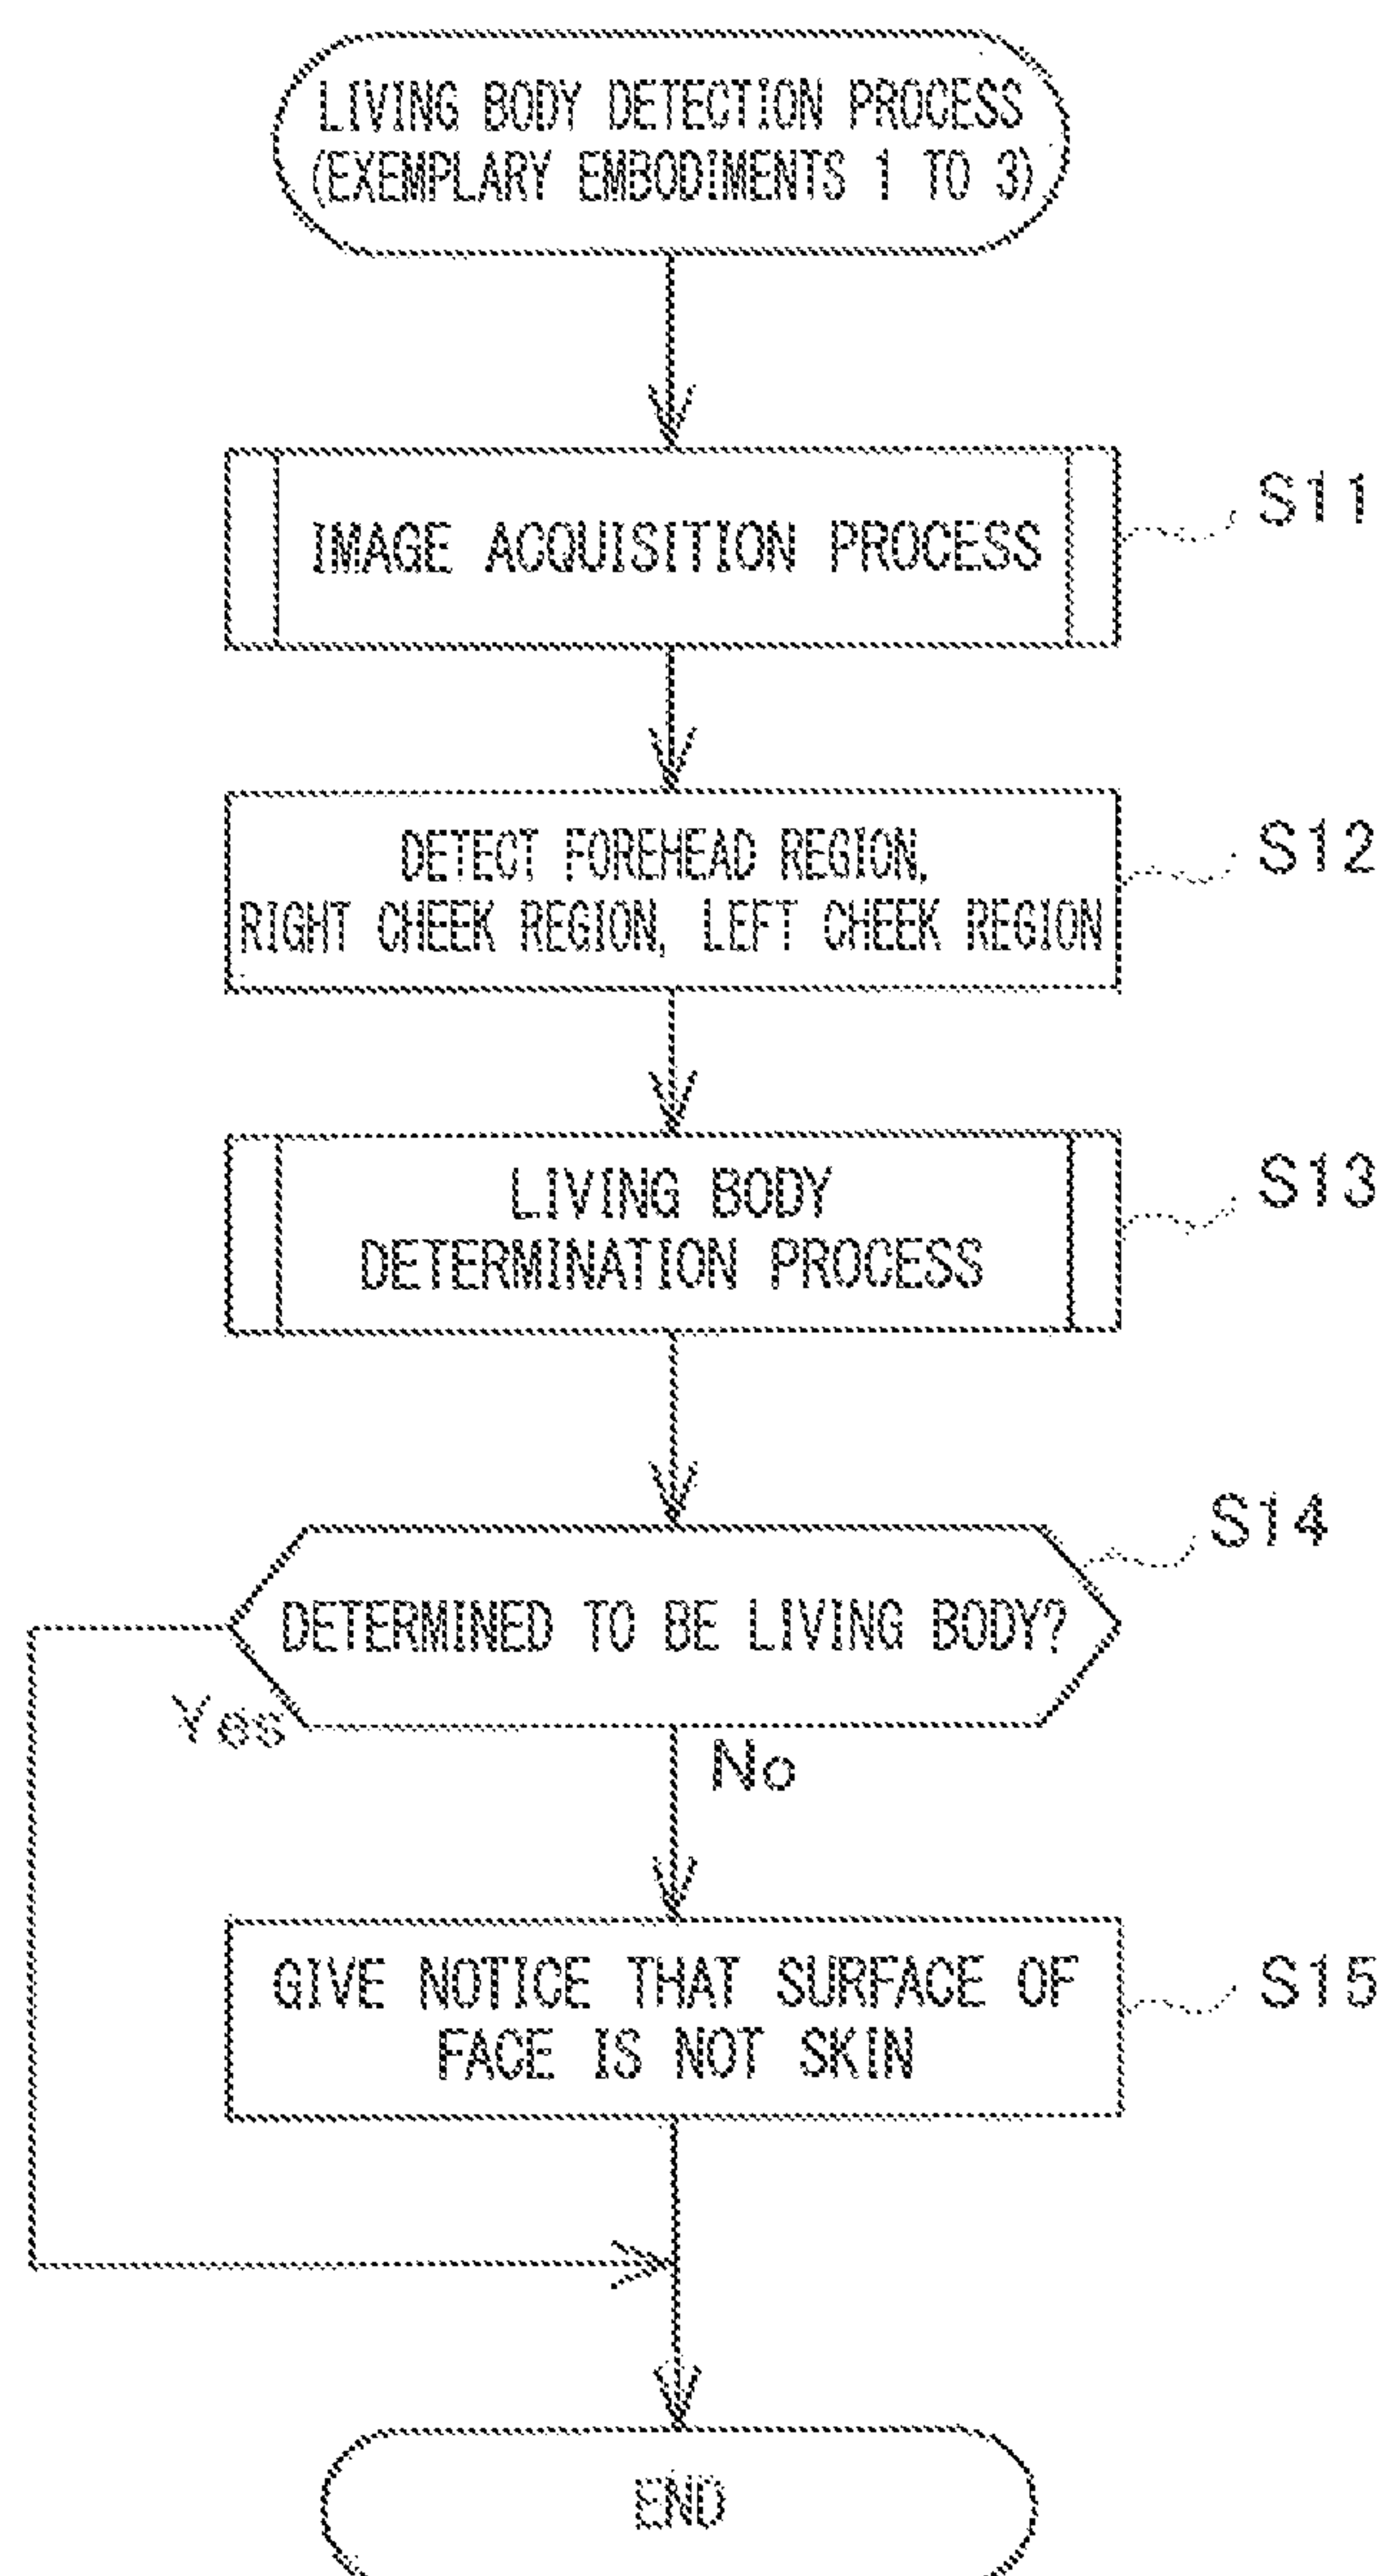 LIVING BODY DETECTION PROCESS
(EXEMPLARY EMBODIMENTS 1 TO 3)
IMAGE ACQUISITION PROCESS
S11
DETECT FOREHEAD REGION,
RIGHT CHEEK REGION, LEFT CHEEK REGION
S12
LIVING BODY
DETERMINATION PROCESS
S13
S14
DETERMINED TO BE LIVING BODY?
Yes
No
GIVE NOTICE THAT SURFACE OF
FACE IS NOT SKIN
S15
END